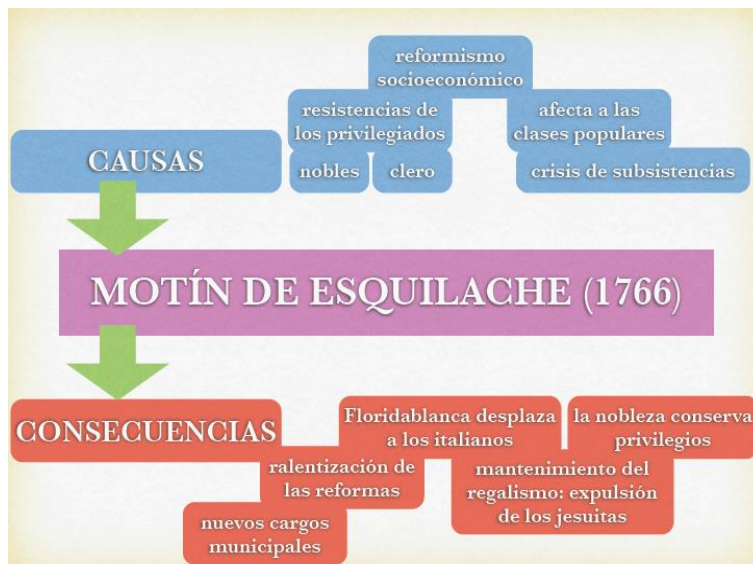 reformismo
socioeconómico
resistencias de
los privilegiados
afecta a las
clases populares
CAUSAS
nobles
clero
crisis de subsistencias
MOTÍN DE ESQUILACHE (1766)
CONSECUENCIAS
Floridablanca desplaza
a los italianos
la nobleza conserva
privilegios
ralentización de
las reformas
mantenimiento del
regalismo: expulsión
de los jesuitas
nuevos cargos
municipales